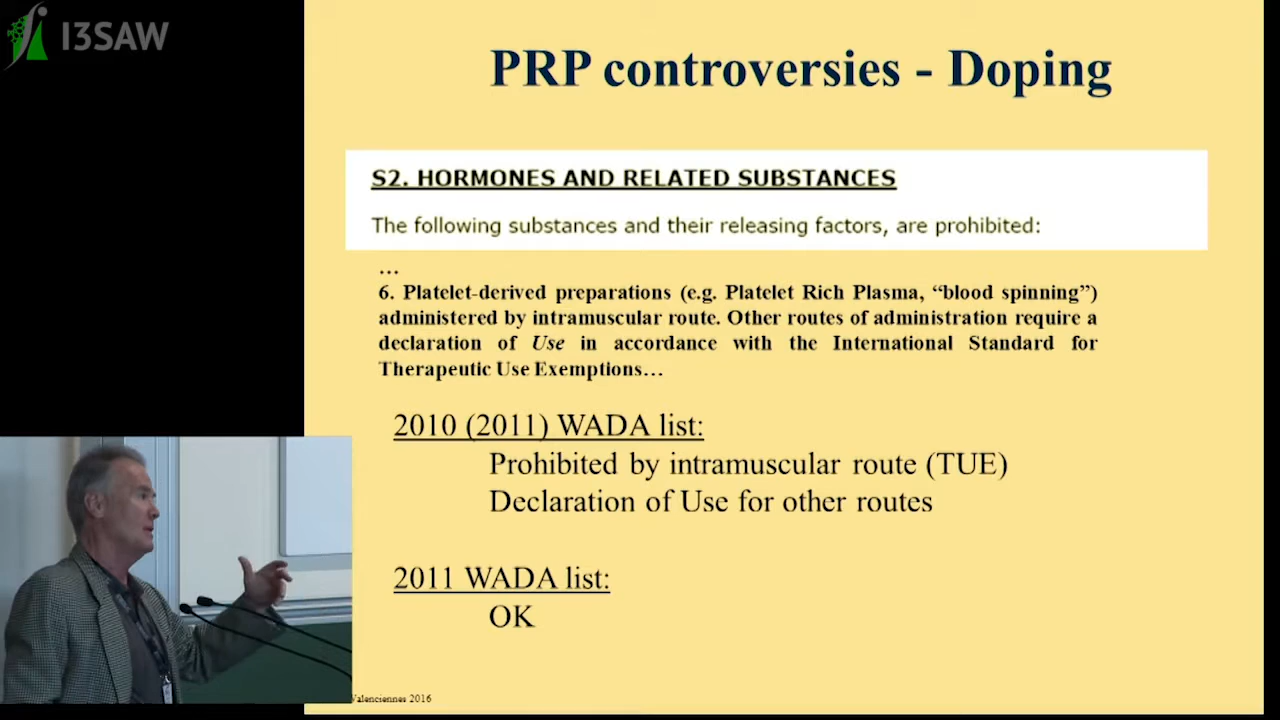 I3SAW
PRP controversies - Doping
S2. HORMONES AND RELATED SUBSTANCES
The following substances and their releasing factors, are prohibited:
…
6. Platelet-derived preparations (e.g. Platelet Rich Plasma, “blood spinning”)
administered by intramuscular route. Other routes of administration require a
declaration of Use in accordance with the International Standard for
Therapeutic Use Exemptions…
2010 (2011) WADA list:
Prohibited by intramuscular route (TUE)
Declaration of Use for other routes
2011 WADA list:
OK
Valenciennes 2016